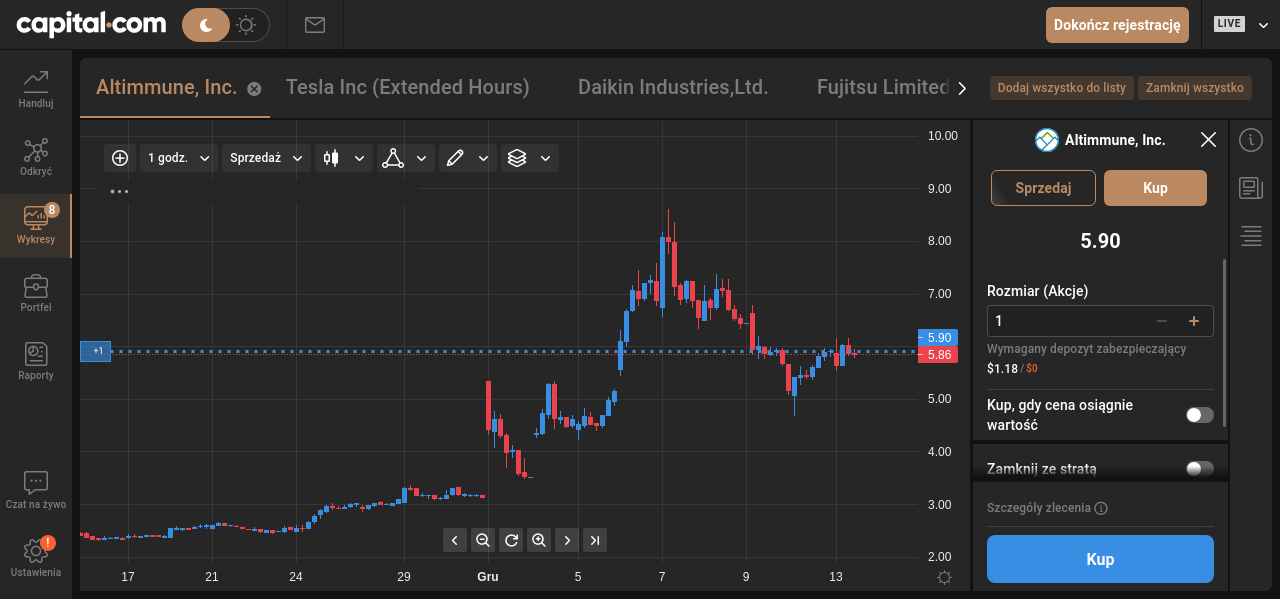 capital.com
Dokończ rejestrację
LIVE
Handluj
Odkryć
8
Wykresy
Portfel
Raporty
Czat na żywo
!
Ustawienia
Altimmune, Inc.
Tesla Inc (Extended Hours)
Daikin Industries,Ltd.
Fujitsu Limited
Dodaj wszystko do listy
Zamknij wszystko
1 godz.
Sprzedaż
+1
10.00
9.00
8.00
7.00
5.90
5.86
5.00
4.00
3.00
2.00
17 21 24 29 Gru 5 7 9 13
Altimmune, Inc.
Sprzedaj
Kup
5.90
Rozmiar (Akcje)
1
Wymagany depozyt zabezpieczający
$1.18 / $0
Kup, gdy cena osiągnie
wartość
Zamknij ze stratą
Szczegóły zlecenia
Kup